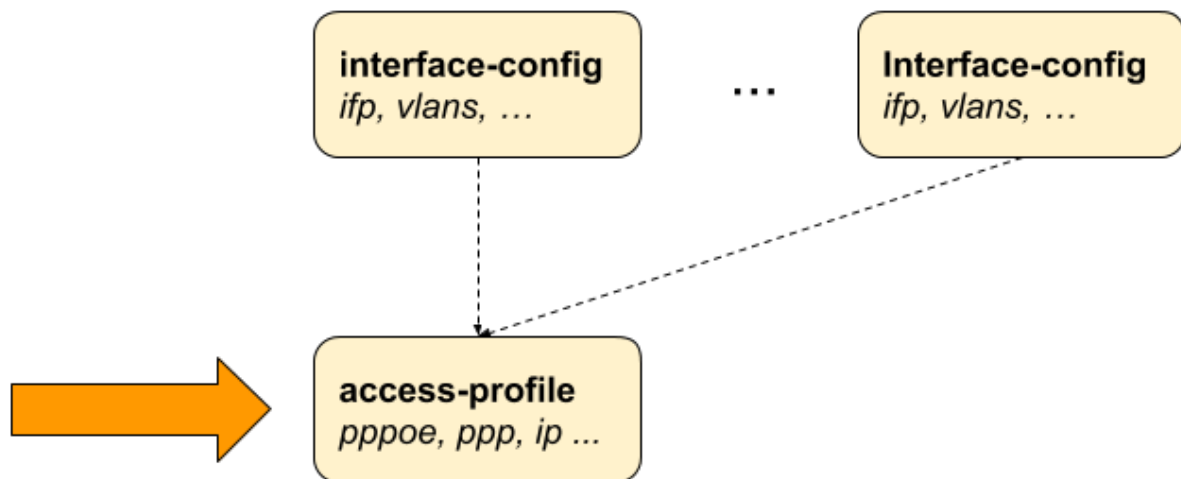 interface-config
ifp, vlans, …
...
Interface-config
ifp, vlans, …
access-profile
pppoe, ppp, ip ...